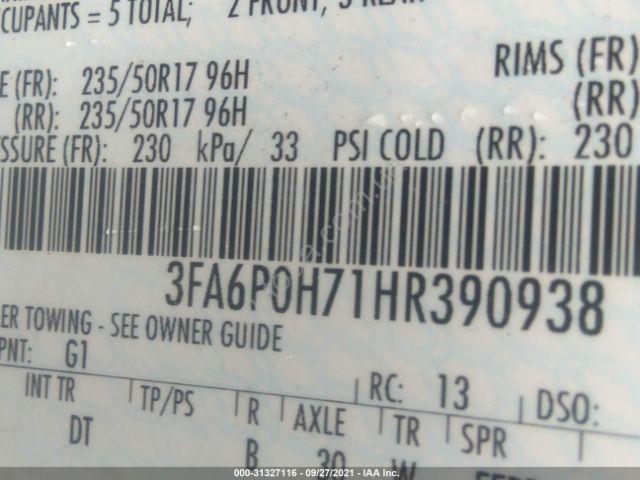 CUPANTS = 5 TOTAL; 2 FRONT, 3 REAR
E (FR): 235/50R17 96H RIMS (FR)
(RR): 235/50R17 96H (RR)
SSURE (FR): 230 kPa/ 33 PSI COLD (RR): 230
3FA6P0H71HR390938
ER TOWING - SEE OWNER GUIDE
PNT: G1 RC: 13 DSO:
INT TR TP/PS R AXLE TR SPR
DT B 20 W
000-31327116 - 09/27/2021 - IAA Inc.